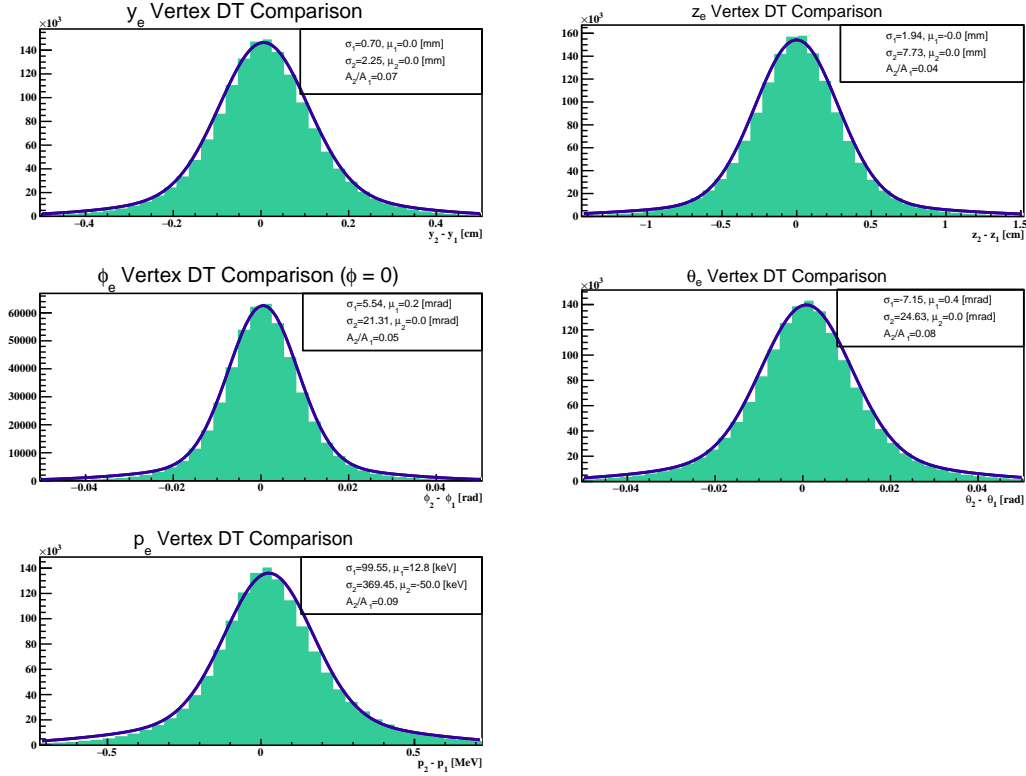 y_e Vertex DT Comparison
×10³
σ₁=0.70, μ₁=0.0 [mm]
σ₂=2.25, μ₂=0.0 [mm]
A₂/A₁=0.07
140
120
100
80
60
40
20
0
−0.4 −0.2 0 0.2 0.4
y₂ - y₁ [cm]
z_e Vertex DT Comparison
×10³
σ₁=1.94, μ₁=-0.0 [mm]
σ₂=7.73, μ₂=0.0 [mm]
A₂/A₁=0.04
160
140
120
100
80
60
40
20
0
−1 −0.5 0 0.5 1 1.5
z₂ - z₁ [cm]
ϕ_e Vertex DT Comparison (ϕ = 0)
σ₁=5.54, μ₁=0.2 [mrad]
σ₂=21.31, μ₂=0.0 [mrad]
A₂/A₁=0.05
60000
50000
40000
30000
20000
10000
0
−0.04 −0.02 0 0.02 0.04
ϕ₂ - ϕ₁ [rad]
θ_e Vertex DT Comparison
×10³
σ₁=-7.15, μ₁=0.4 [mrad]
σ₂=24.63, μ₂=0.0 [mrad]
A₂/A₁=0.08
140
120
100
80
60
40
20
0
−0.04 −0.02 0 0.02 0.04
θ₂ - θ₁ [rad]
p_e Vertex DT Comparison
×10³
σ₁=99.55, μ₁=12.8 [keV]
σ₂=369.45, μ₂=-50.0 [keV]
A₂/A₁=0.09
140
120
100
80
60
40
20
0
−0.5 0 0.5
p₂ - p₁ [MeV]